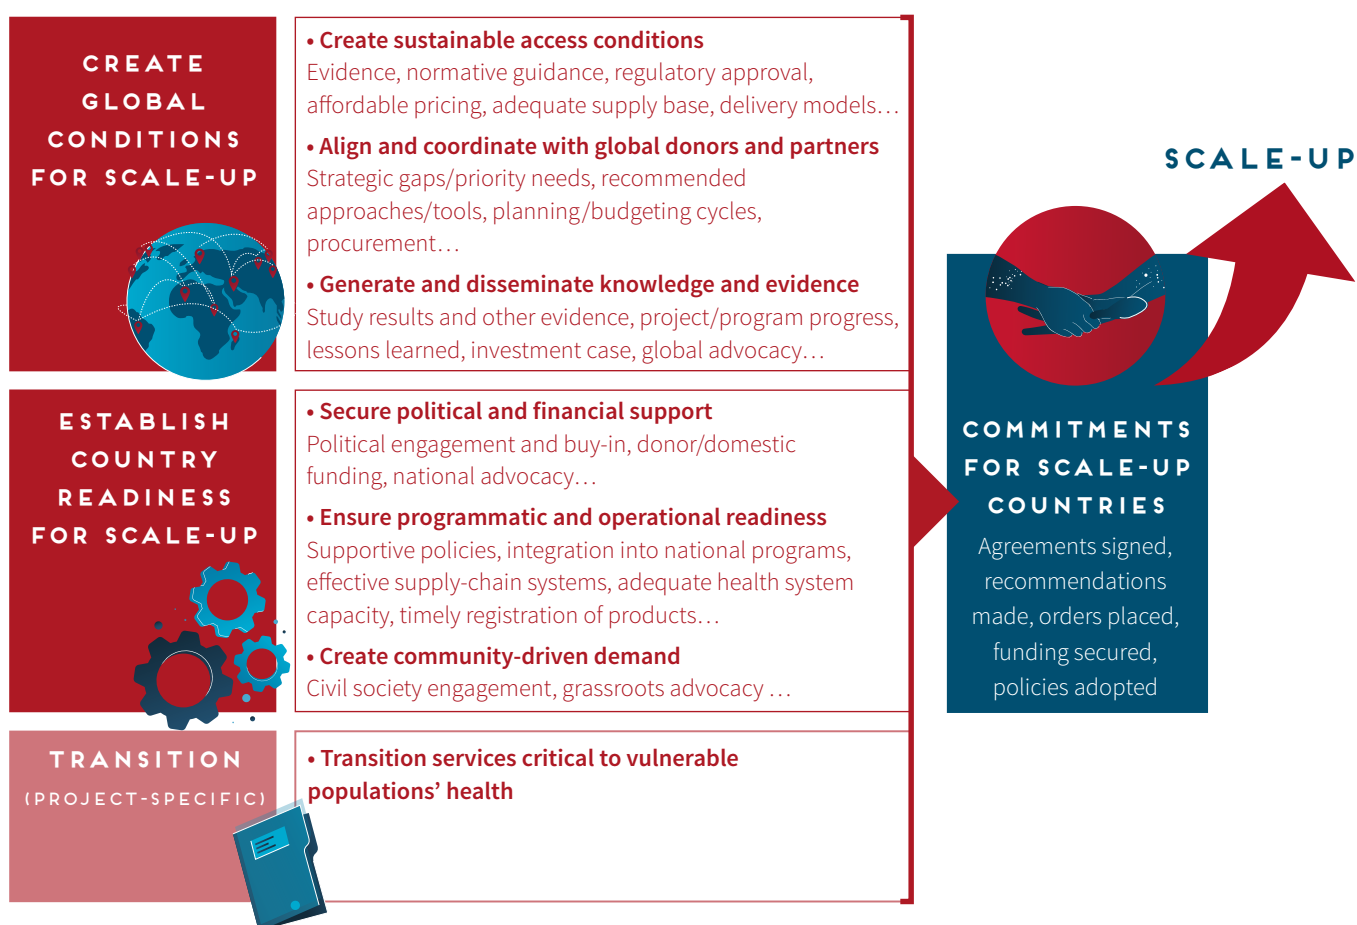 CREATE
GLOBAL
CONDITIONS
FOR SCALE-UP
• Create sustainable access conditions
Evidence, normative guidance, regulatory approval,
affordable pricing, adequate supply base, delivery models…
• Align and coordinate with global donors and partners
Strategic gaps/priority needs, recommended
approaches/tools, planning/budgeting cycles,
procurement…
• Generate and disseminate knowledge and evidence
Study results and other evidence, project/program progress,
lessons learned, investment case, global advocacy…
ESTABLISH
COUNTRY
READINESS
FOR SCALE-UP
• Secure political and financial support
Political engagement and buy-in, donor/domestic
funding, national advocacy…
• Ensure programmatic and operational readiness
Supportive policies, integration into national programs,
effective supply-chain systems, adequate health system
capacity, timely registration of products…
• Create community-driven demand
Civil society engagement, grassroots advocacy …
TRANSITION
(PROJECT-SPECIFIC)
• Transition services critical to vulnerable
populations’ health
COMMITMENTS
FOR SCALE-UP
COUNTRIES
Agreements signed,
recommendations
made, orders placed,
funding secured,
policies adopted
SCALE-UP